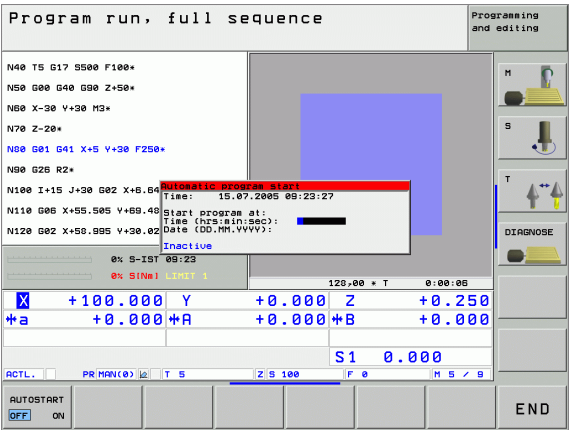 Program run, full sequence
Programming
and editing
N40 T5 G17 S500 F100*
N50 G00 G40 G90 Z+50*
N60 X-30 Y+30 M3*
N70 Z-20*
N80 G01 G41 X+5 Y+30 F250*
N90 G26 R2*
N100 I+15 J+30 G02 X+6.64
N110 G06 X+55.505 Y+69.48
N120 G02 X+58.995 Y+30.02
Automatic program start
Time: 15.07.2005 09:23:27
Start program at:
Time (hrs:min:sec):
Date (DD.MM.YYYY):
Inactive
M
S
T
DIAGNOSE
0% S-IST 09:23
0% S[Nm] LIMIT 1
128,00 * T 0:00:06
X +100.000 Y +0.000 Z +0.250
a +0.000 A +0.000 B +0.000
S1 0.000
ACTL. PR MAN(0) T 5 Z S 100 F 0 M 5 / 9
AUTOSTART
OFF ON
END